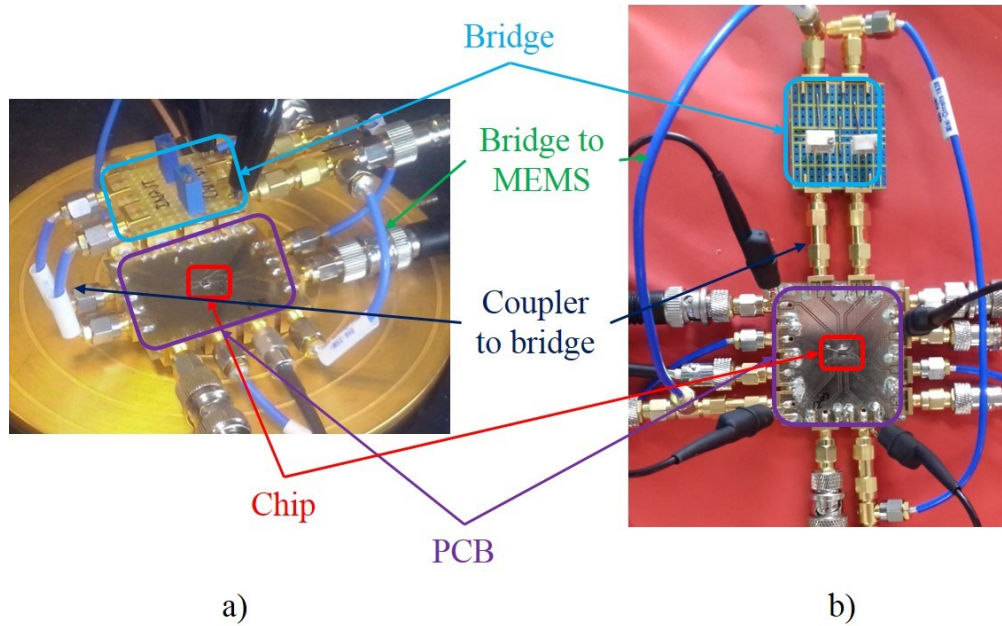 Bridge
Bridge to
MEMS
Coupler
to bridge
Chip
PCB
a)
b)